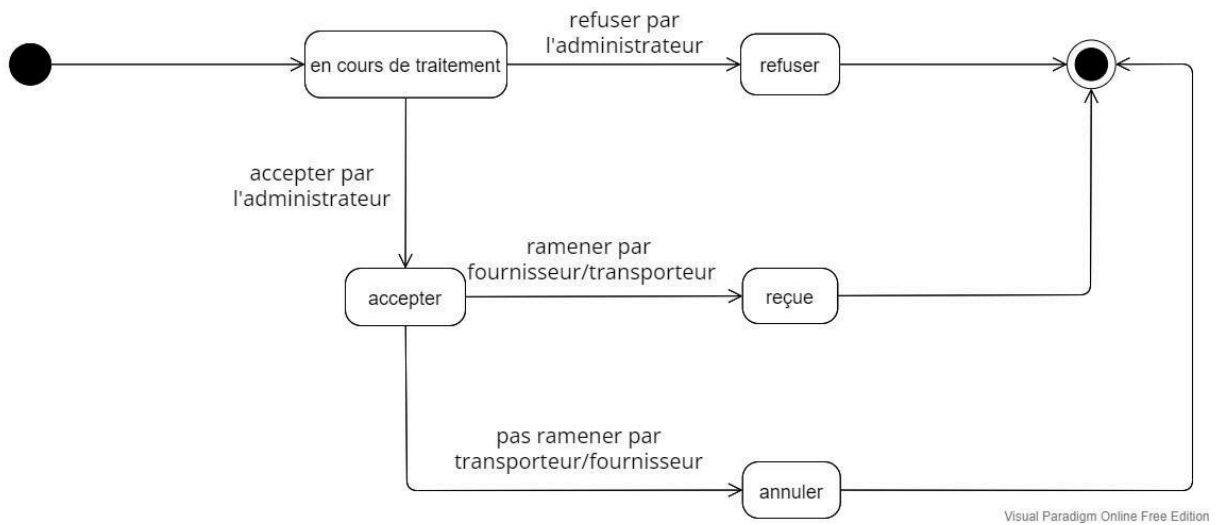 refuser par
l'administrateur
en cours de traitement
refuser
accepter par
l'administrateur
ramener par
fournisseur/transporteur
accepter
reçue
pas ramener par
transporteur/fournisseur
annuler
Visual Paradigm Online Free Edition